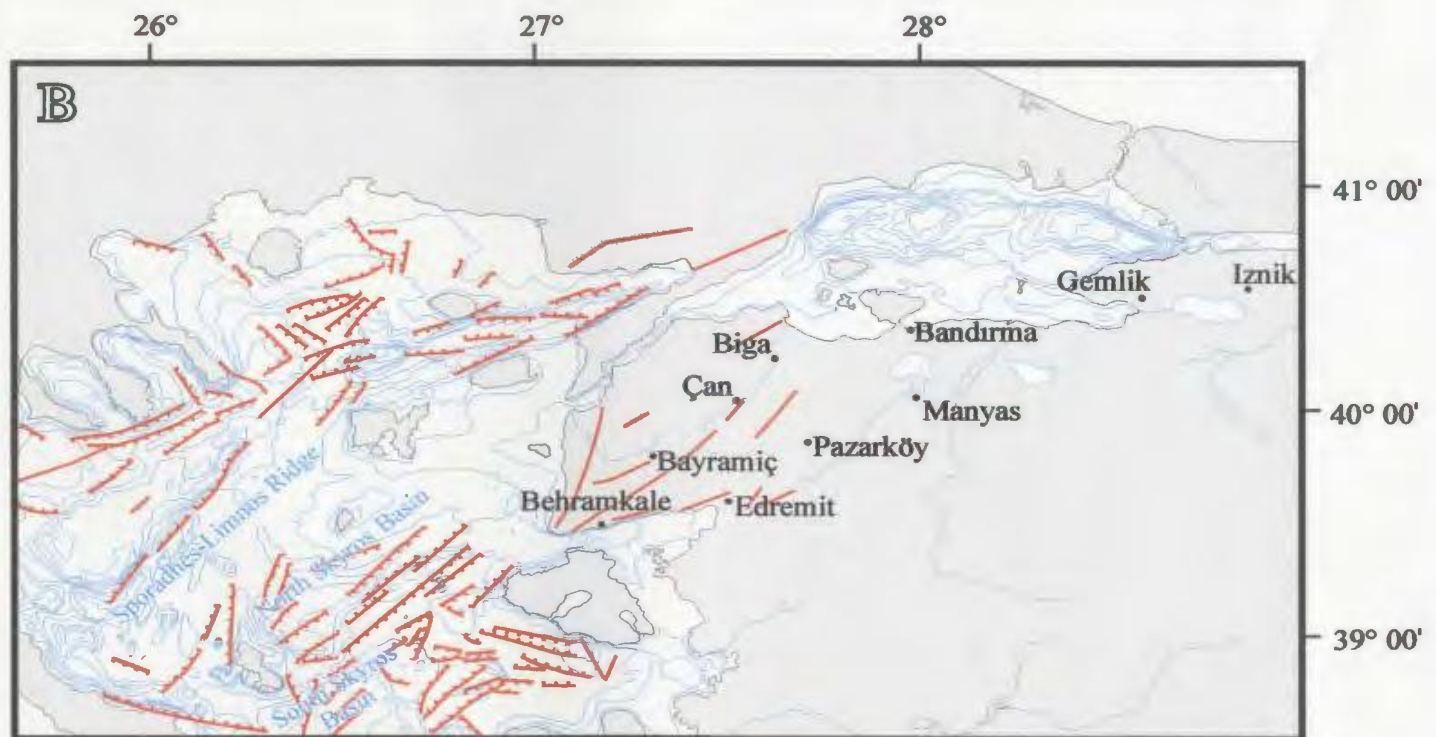 26°
27°
28°
B
41° 00'
Gemlik
Iznik
Biga
Bandırma
Çan
Manyas
40° 00'
Pazarköy
Bayramiç
Behramkale
Edremit
Sporadhess-Limnos Ridge
North Skyros Basin
39° 00'
South Skyros
Basin